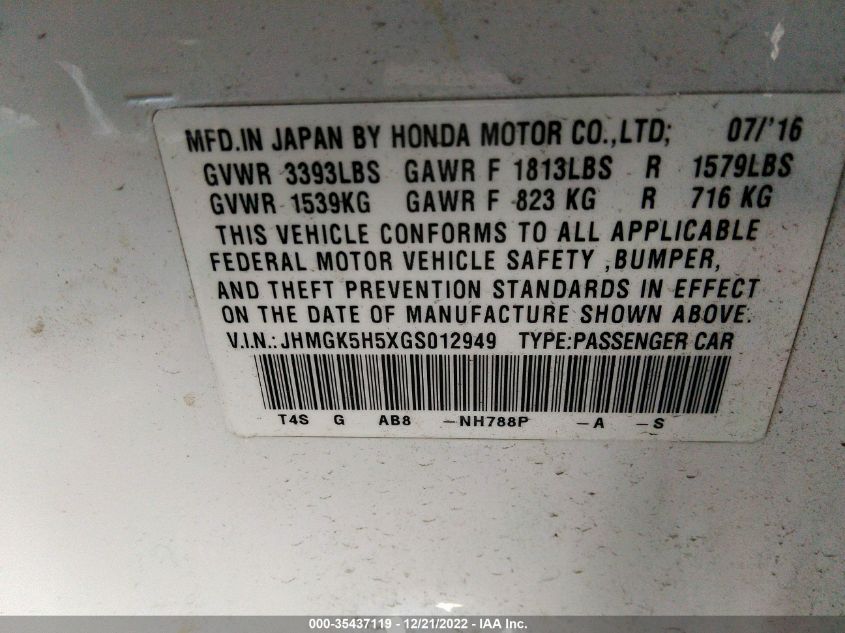 MFD.IN JAPAN BY HONDA MOTOR CO.,LTD; 07/'16
GVWR 3393LBS GAWR F 1813LBS R 1579LBS
GVWR 1539KG GAWR F 823 KG R 716 KG
THIS VEHICLE CONFORMS TO ALL APPLICABLE
FEDERAL MOTOR VEHICLE SAFETY ,BUMPER,
AND THEFT PREVENTION STANDARDS IN EFFECT
ON THE DATE OF MANUFACTURE SHOWN ABOVE.
V.I.N.:JHMGK5H5XGS012949 TYPE:PASSENGER CAR
T4S G AB8 -NH788P -A -S
000-35437119 - 12/21/2022 - IAA Inc.